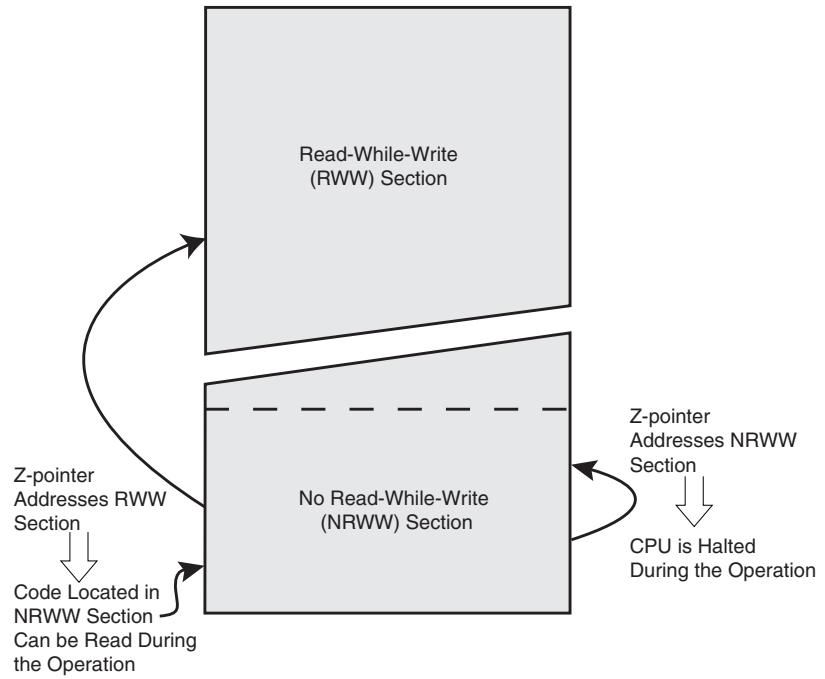 Read-While-Write
(RWW) Section
Z-pointer
Addresses NRWW
Section
Z-pointer
Addresses RWW
Section
No Read-While-Write
(NRWW) Section
CPU is Halted
During the Operation
Code Located in
NRWW Section
Can be Read During
the Operation